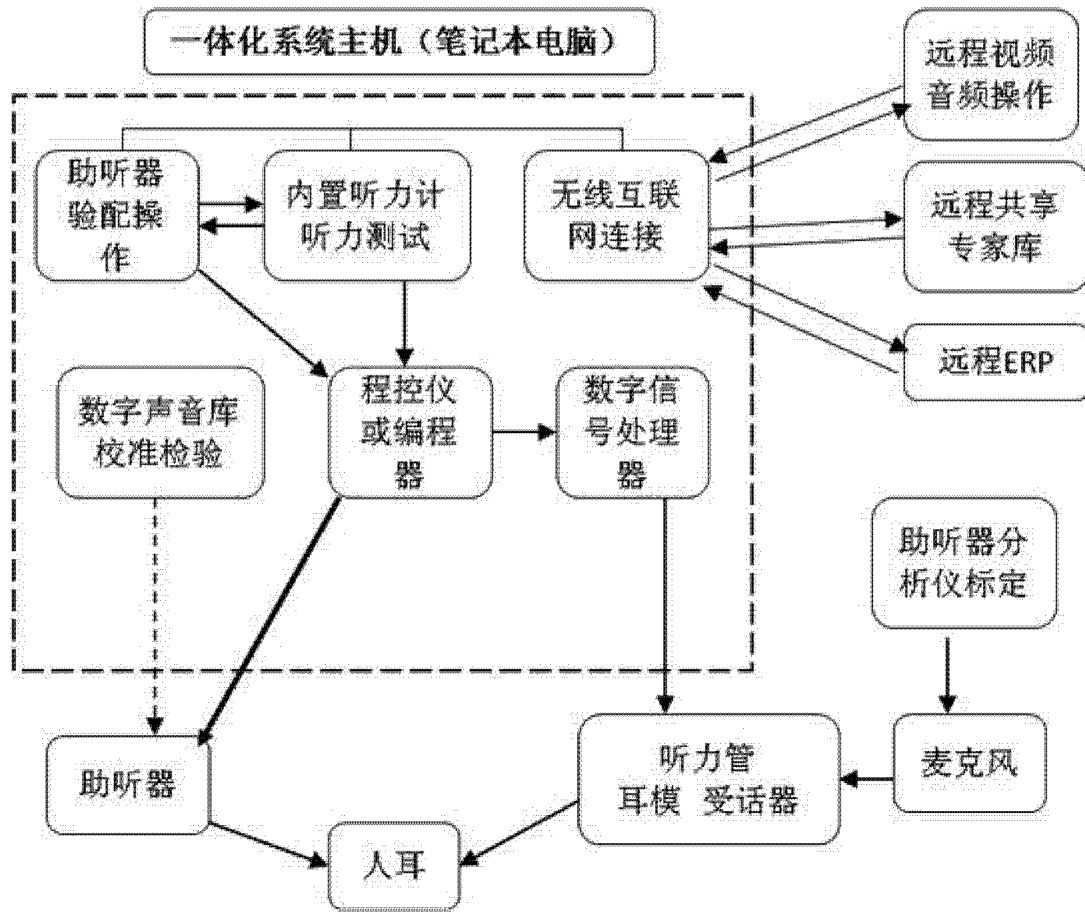 一体化系统主机（笔记本电脑）
远程视频
音频操作
助听器
验配操
作
内置听力计
听力测试
无线互联
网连接
远程共享
专家库
远程ERP
数字声音库
校准检验
程控仪
或编程
器
数字信
号处理
器
助听器分
析仪标定
助听器
听力管
耳模 受话器
麦克风
人耳